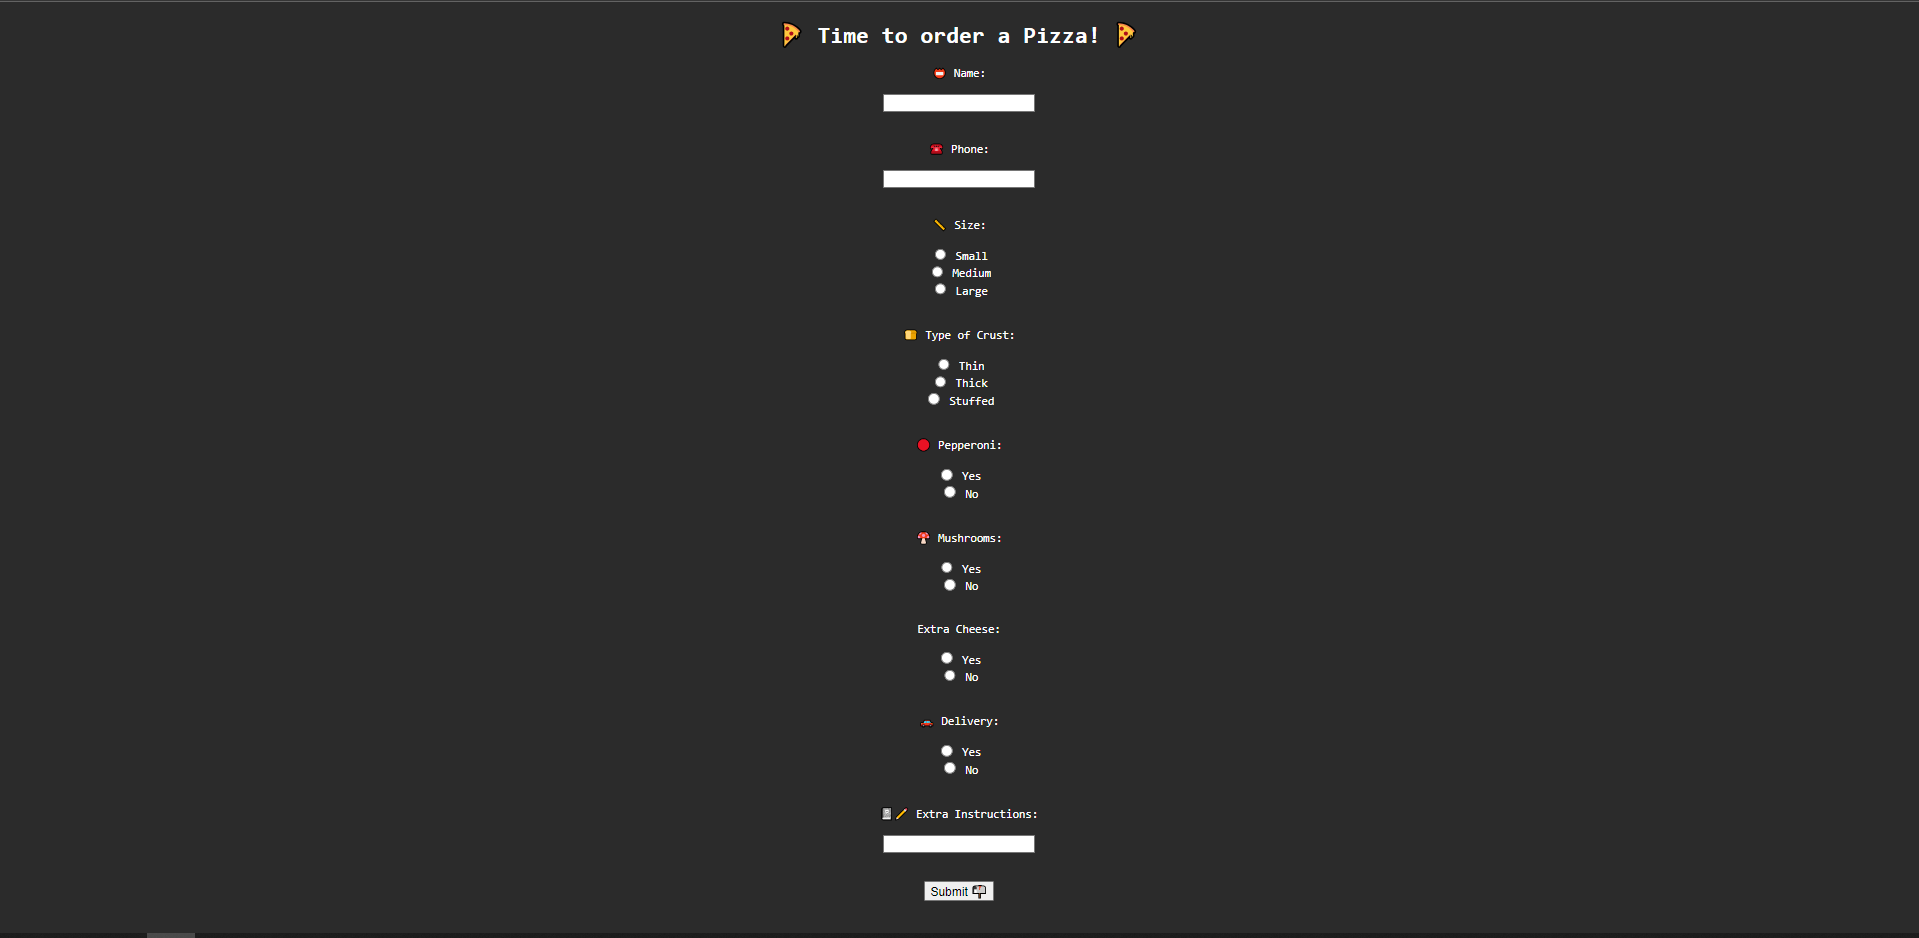 🍕 Time to order a Pizza! 🍕
📛 Name:
☎️ Phone:
📏 Size:
Small
Medium
Large
🍞 Type of Crust:
Thin
Thick
Stuffed
🔴 Pepperoni:
Yes
No
🍄 Mushrooms:
Yes
No
Extra Cheese:
Yes
No
🚗 Delivery:
Yes
No
Extra Instructions:
Submit